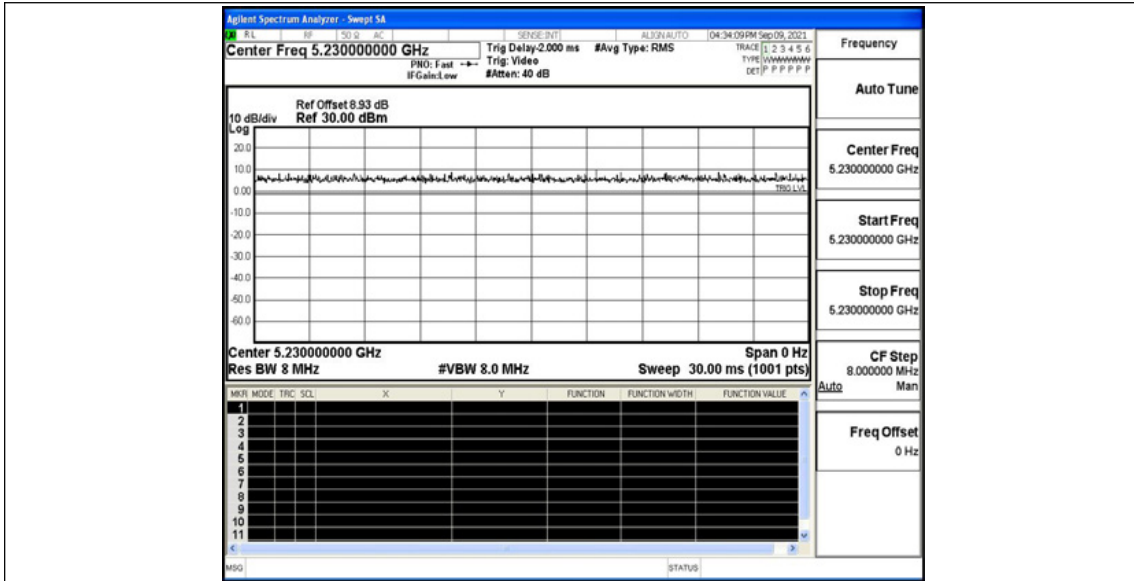 Agilent Spectrum Analyzer - Swept SA
RL RF 50 Ω AC SENSE:INT ALIGN AUTO 04:34:09 PM Sep 09, 2021
Center Freq 5.230000000 GHz
PNO: Fast
IFGain:Low
Trig Delay-2.000 ms
Trig: Video
#Atten: 40 dB
#Avg Type: RMS
TRACE 1 2 3 4 5 6
TYPE
DET P P P P P P
Ref Offset 8.93 dB
10 dB/div Ref 30.00 dBm
Log
20.0
10.0
0.00
TRIG LVL
-10.0
-20.0
-30.0
-40.0
-50.0
-60.0
Center 5.230000000 GHz Span 0 Hz
Res BW 8 MHz #VBW 8.0 MHz Sweep 30.00 ms (1001 pts)
MKR MODE TRC SCL X Y FUNCTION FUNCTION WIDTH FUNCTION VALUE
1
2
3
4
5
6
7
8
9
10
11
MSG STATUS
Frequency
Auto Tune
Center Freq
5.230000000 GHz
Start Freq
5.230000000 GHz
Stop Freq
5.230000000 GHz
CF Step
8.000000 MHz
Auto Man
Freq Offset
0 Hz